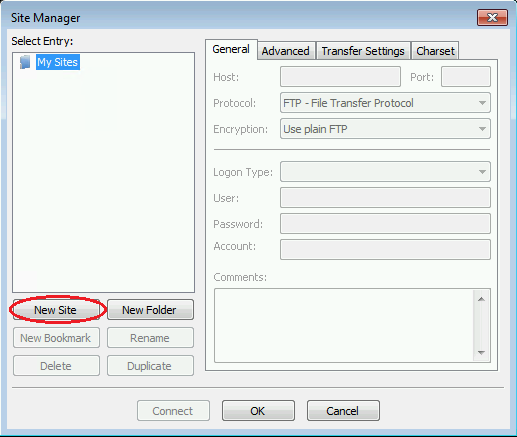 Site Manager
Select Entry:
My Sites
New Site
New Folder
New Bookmark
Rename
Delete
Duplicate
General
Advanced
Transfer Settings
Charset
Host:
Port:
Protocol:
FTP - File Transfer Protocol
Encryption:
Use plain FTP
Logon Type:
User:
Password:
Account:
Comments:
Connect
OK
Cancel